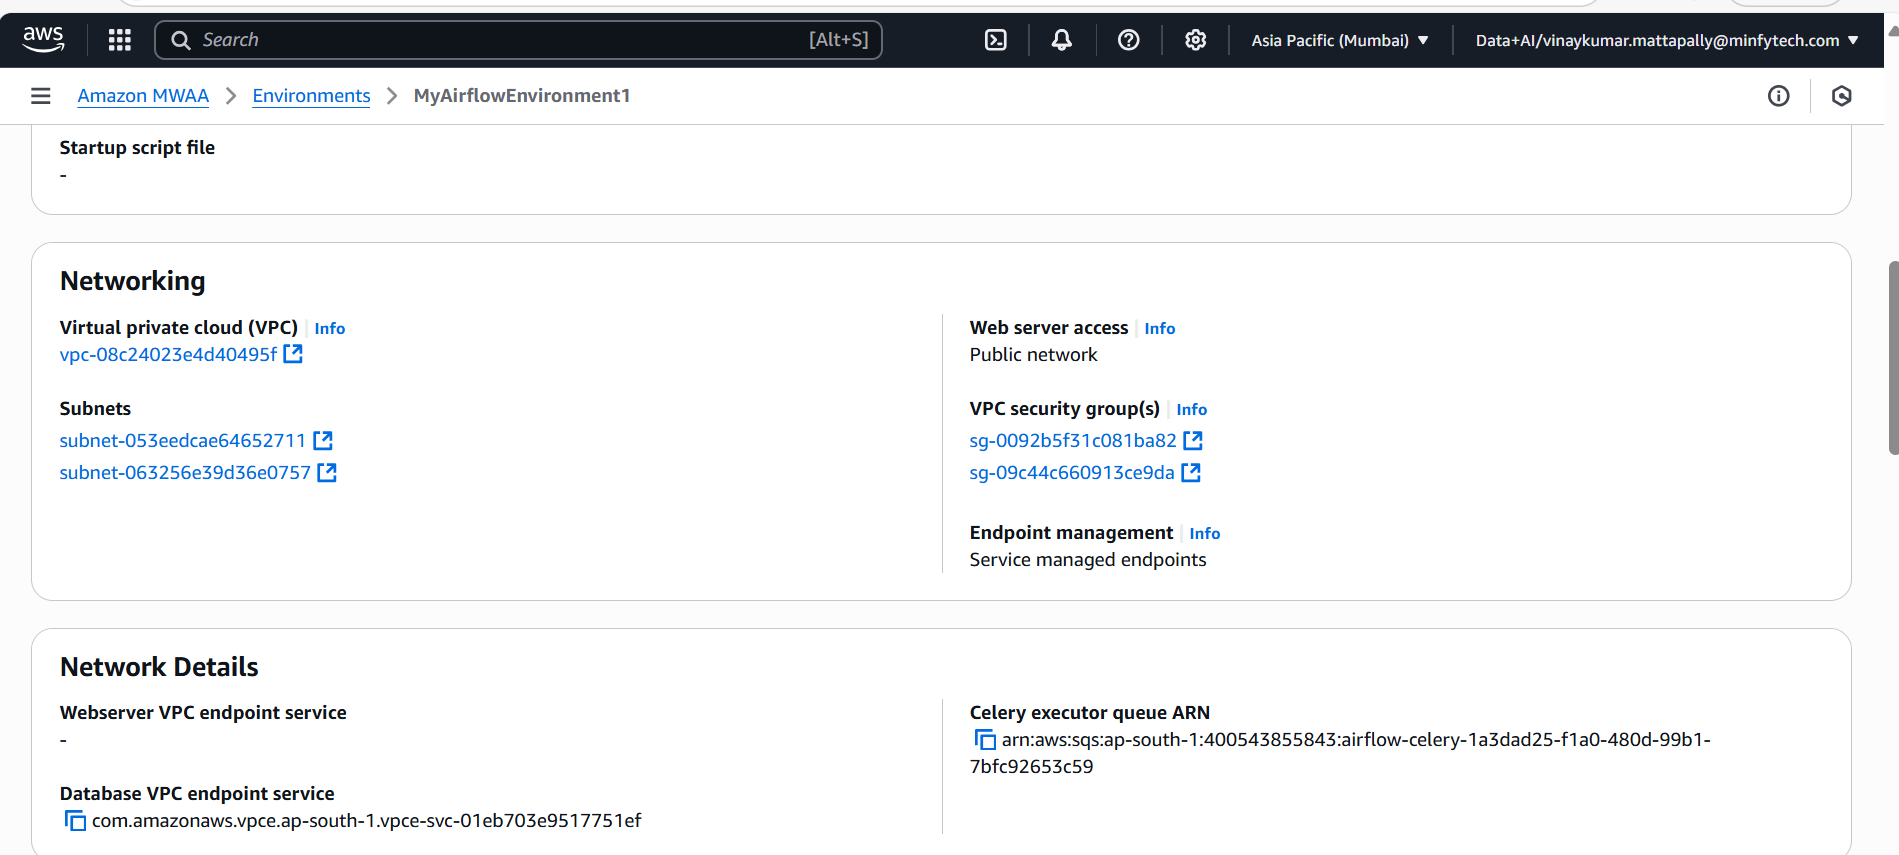 aws
Search
[Alt+S]
Asia Pacific (Mumbai)
Data+AI/vinaykumar.mattapally@minfytech.com
Amazon MWAA
Environments
MyAirflowEnvironment1
Startup script file
-
Networking
Virtual private cloud (VPC) Info
vpc-08c24023e4d40495f
Subnets
subnet-053eedcae64652711
subnet-063256e39d36e0757
Web server access Info
Public network
VPC security group(s) Info
sg-0092b5f31c081ba82
sg-09c44c660913ce9da
Endpoint management Info
Service managed endpoints
Network Details
Webserver VPC endpoint service
-
Database VPC endpoint service
com.amazonaws.vpce.ap-south-1.vpce-svc-01eb703e9517751ef
Celery executor queue ARN
arn:aws:sqs:ap-south-1:400543855843:airflow-celery-1a3dad25-f1a0-480d-99b1-
7bfc92653c59